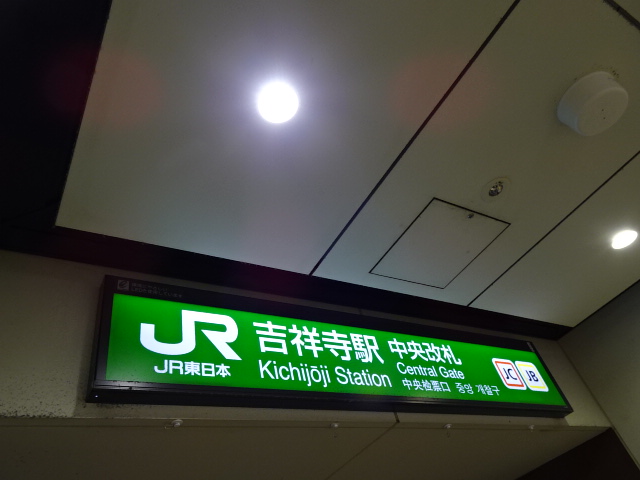 JR
JR東日本
吉祥寺駅 中央改札
Kichijōji Station Central Gate
中央检票口 중앙 개찰구
JC JB